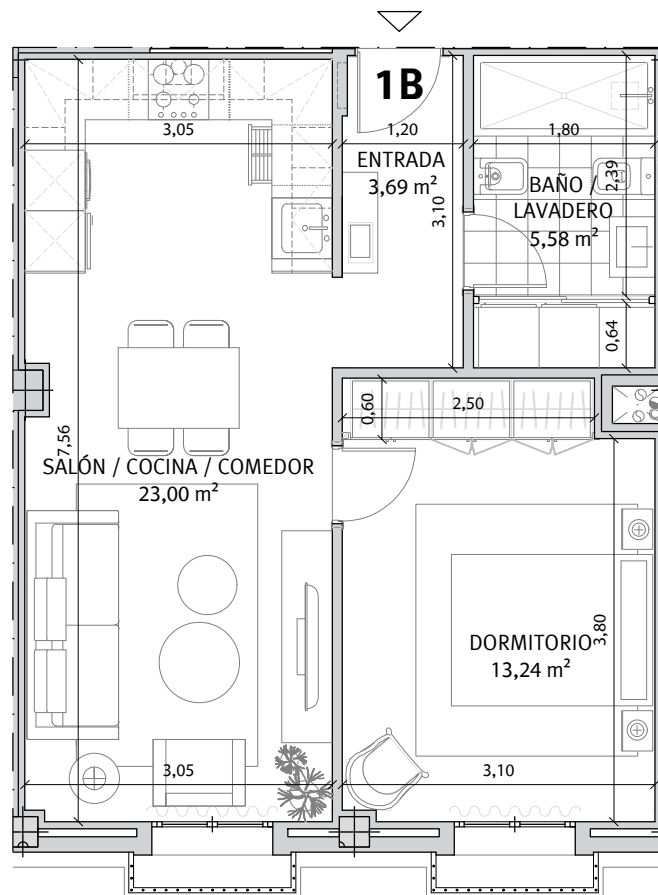 1B
3,05
1,20
1,80
ENTRADA
3,69 m²
3,10
BAÑO /
LAVADERO
5,58 m²
2,39
0,64
0,60
2,50
7,56
SALÓN / COCINA / COMEDOR
23,00 m²
DORMITORIO
13,24 m²
3,80
3,05
3,10